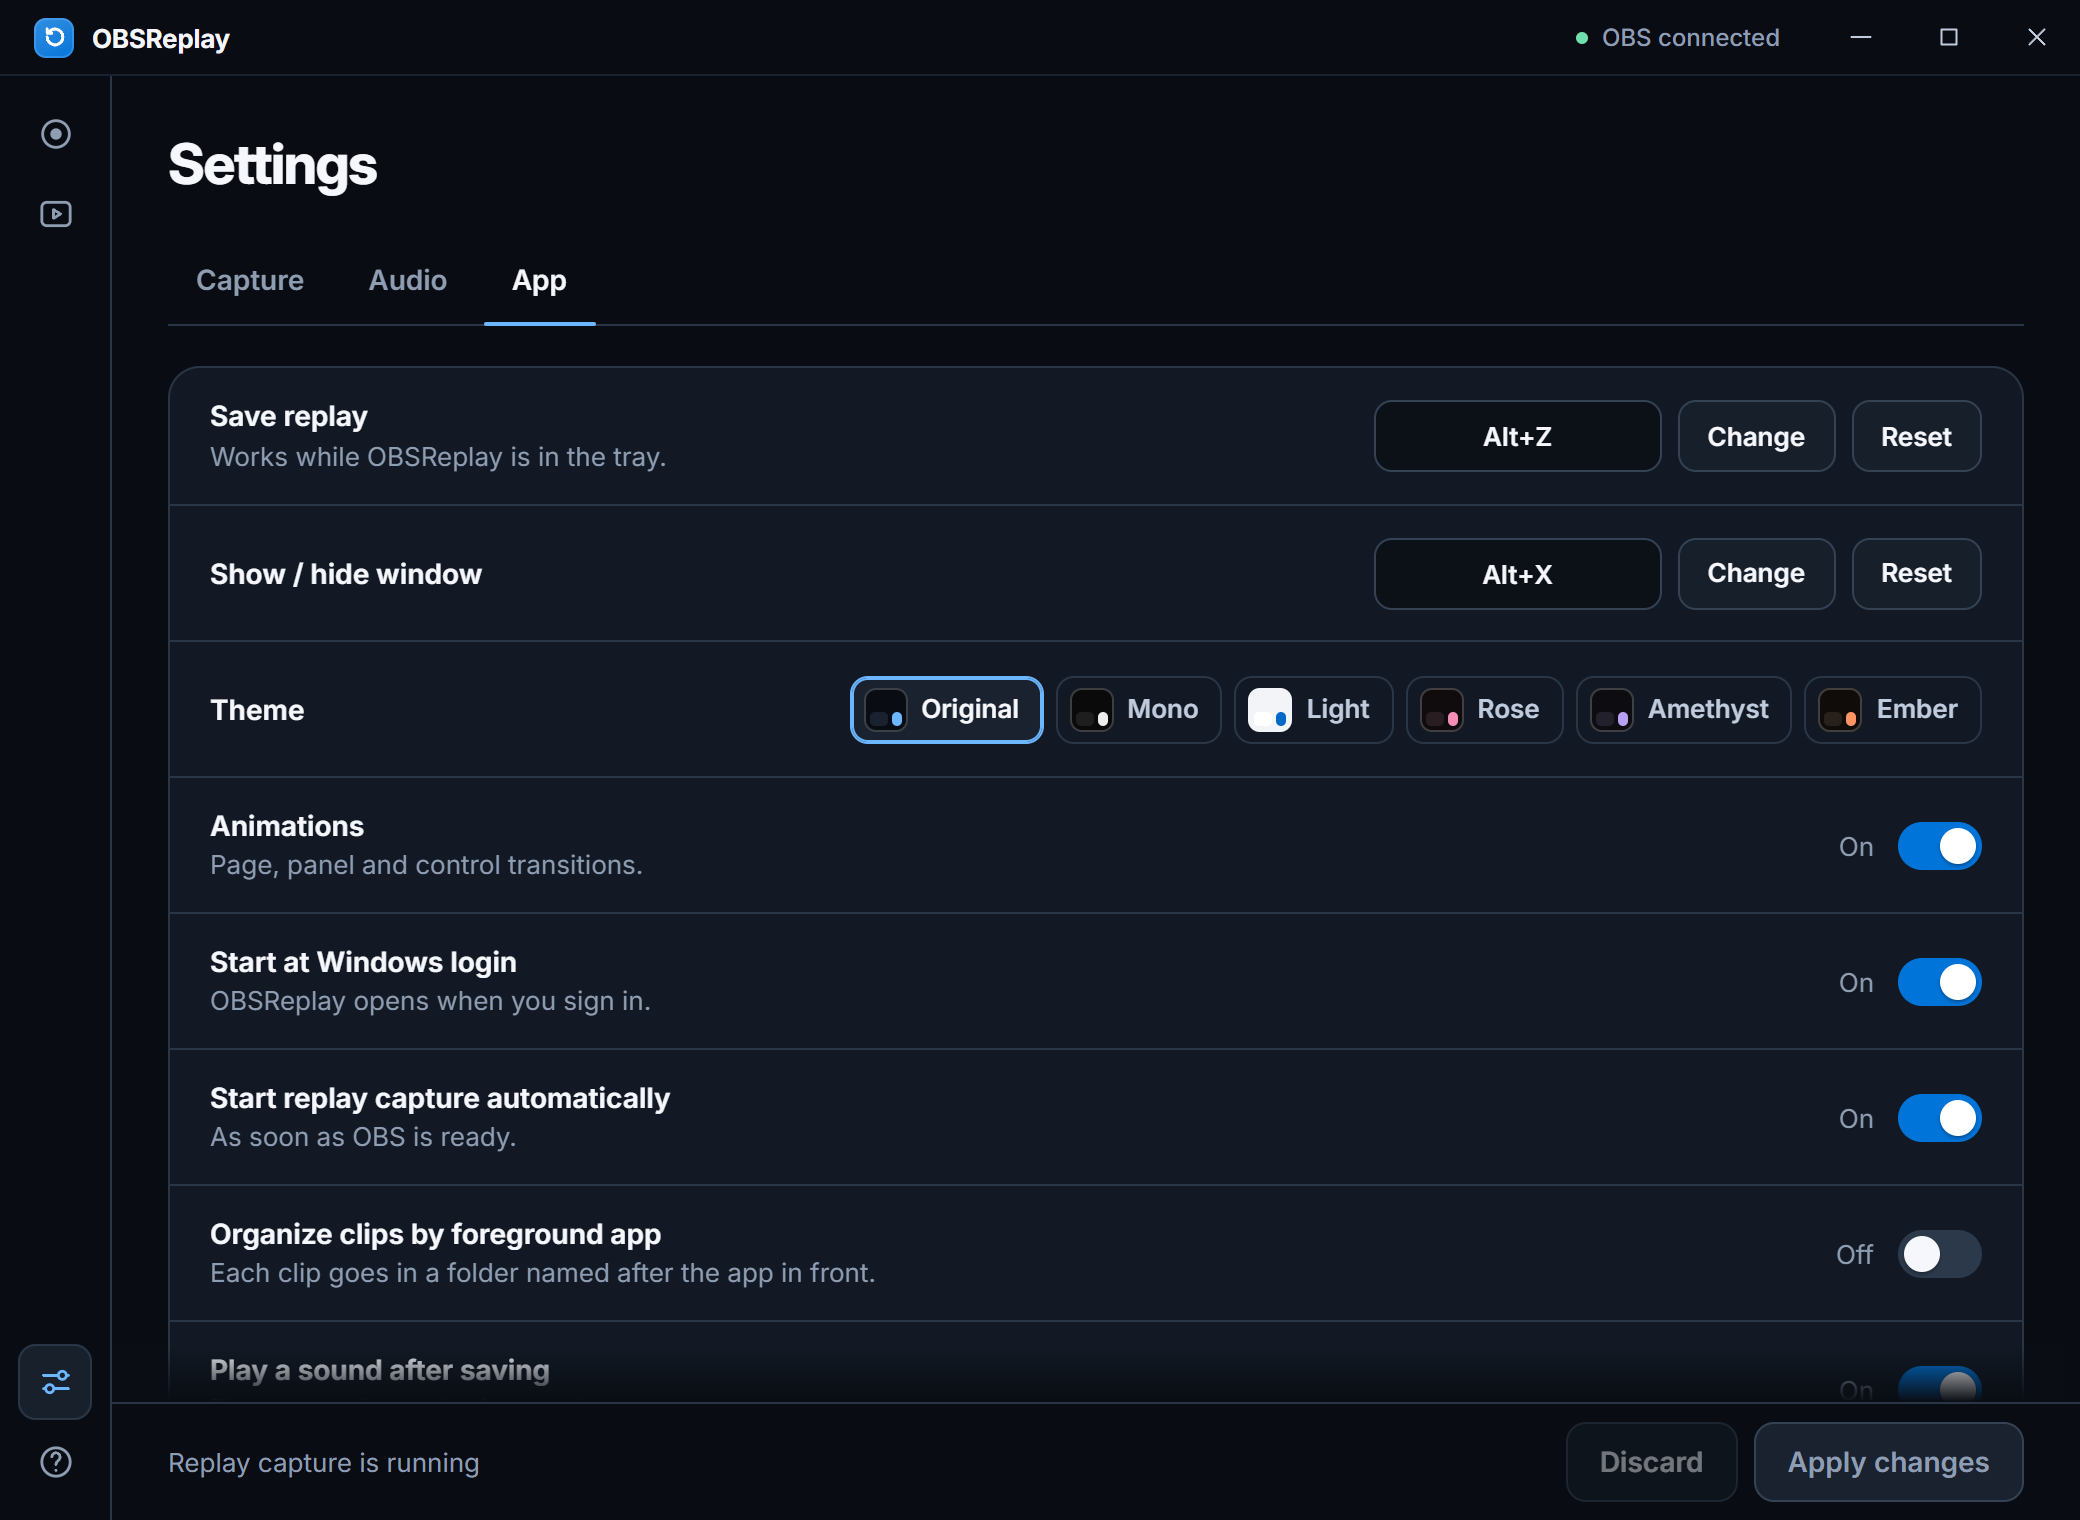 OBSReplay
OBS connected
Settings
Capture Audio App
Save replay
Works while OBSReplay is in the tray.
Alt+Z Change Reset
Show / hide window
Alt+X Change Reset
Theme
Original Mono Light Rose Amethyst Ember
Animations
Page, panel and control transitions.
On
Start at Windows login
OBSReplay opens when you sign in.
On
Start replay capture automatically
As soon as OBS is ready.
On
Organize clips by foreground app
Each clip goes in a folder named after the app in front.
Off
Play a sound after saving
On
Replay capture is running
Discard Apply changes